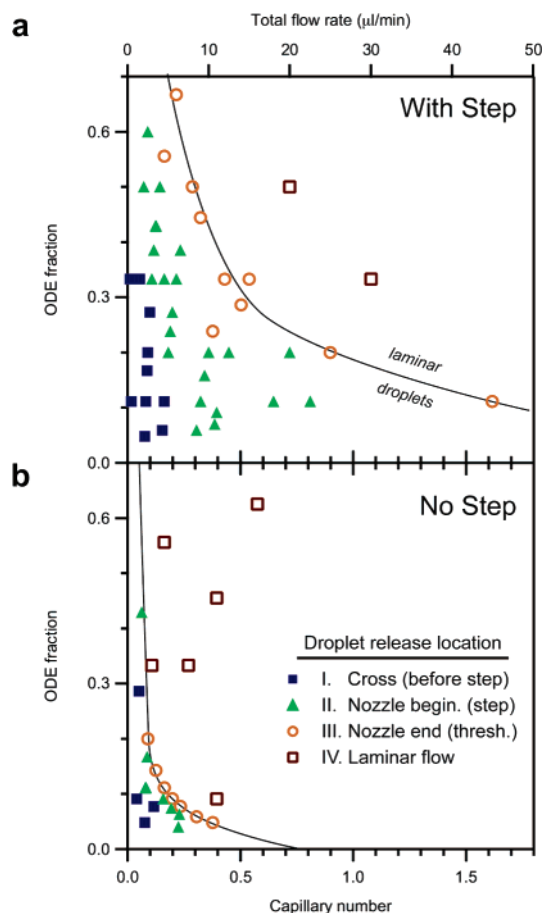 a
Total flow rate (μl/min)
0 10 20 30 40 50
With Step
ODE fraction
0.6
0.3
0.0
laminar
droplets
b
No Step
ODE fraction
0.6
0.3
0.0
Droplet release location
I. Cross (before step)
II. Nozzle begin. (step)
III. Nozzle end (thresh.)
IV. Laminar flow
0.0 0.5 1.0 1.5
Capillary number